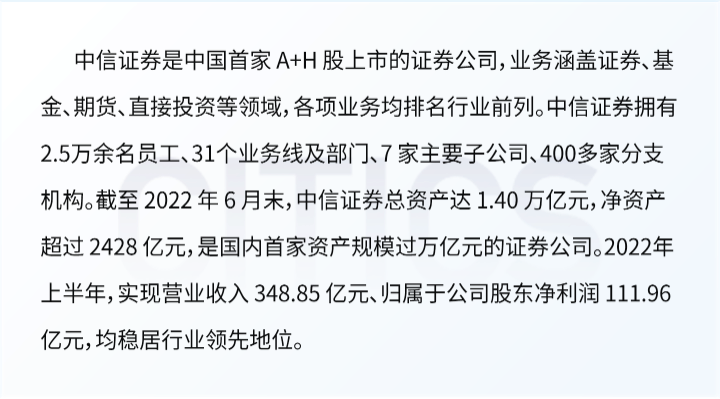 中信证券是中国首家 A+H 股上市的证券公司，业务涵盖证券、基
金、期货、直接投资等领域，各项业务均排名行业前列。中信证券拥有
2.5万余名员工、31个业务线及部门、7 家主要子公司、400多家分支
机构。截至 2022 年 6 月末，中信证券总资产达 1.40 万亿元，净资产
超过 2428 亿元，是国内首家资产规模过万亿元的证券公司。2022年
上半年，实现营业收入 348.85 亿元、归属于公司股东净利润 111.96
亿元，均稳居行业领先地位。
CITICS